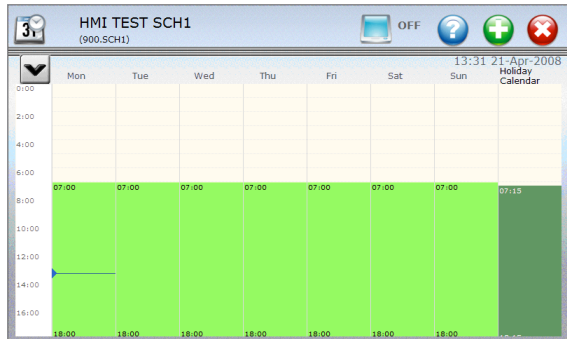 31
HMI TEST SCH1
(900.SCH1)
OFF
13:31 21-Apr-2008
Mon Tue Wed Thu Fri Sat Sun Holiday
Calendar
0:00
2:00
4:00
6:00
07:00 07:00 07:00 07:00 07:00 07:00 07:00 07:15
8:00
10:00
12:00
14:00
16:00
18:00 18:00 18:00 18:00 18:00 18:00 18:00